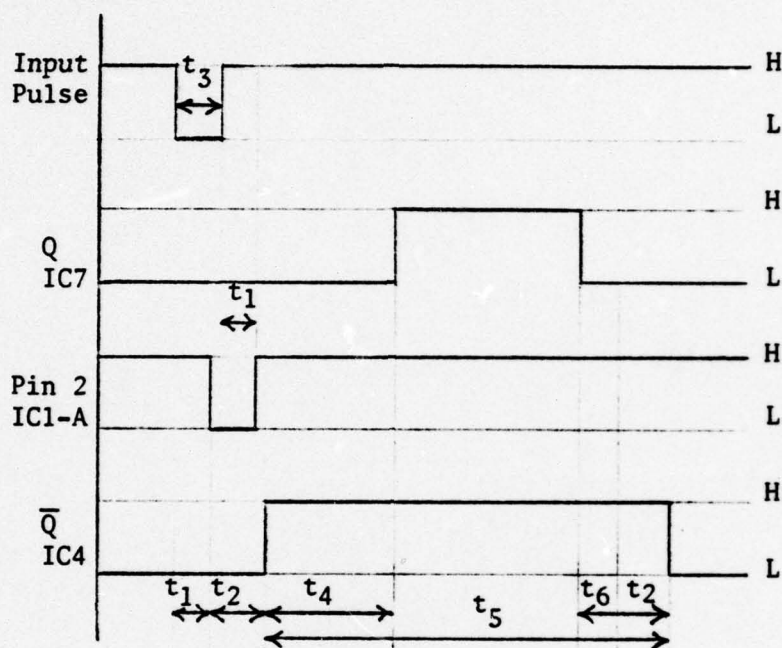 Input
Pulse
t3
H
L
Q
IC7
H
L
t1
Pin 2
IC1-A
H
L
Q̅
IC4
H
L
t1
t2
t4
t5
t6
t2